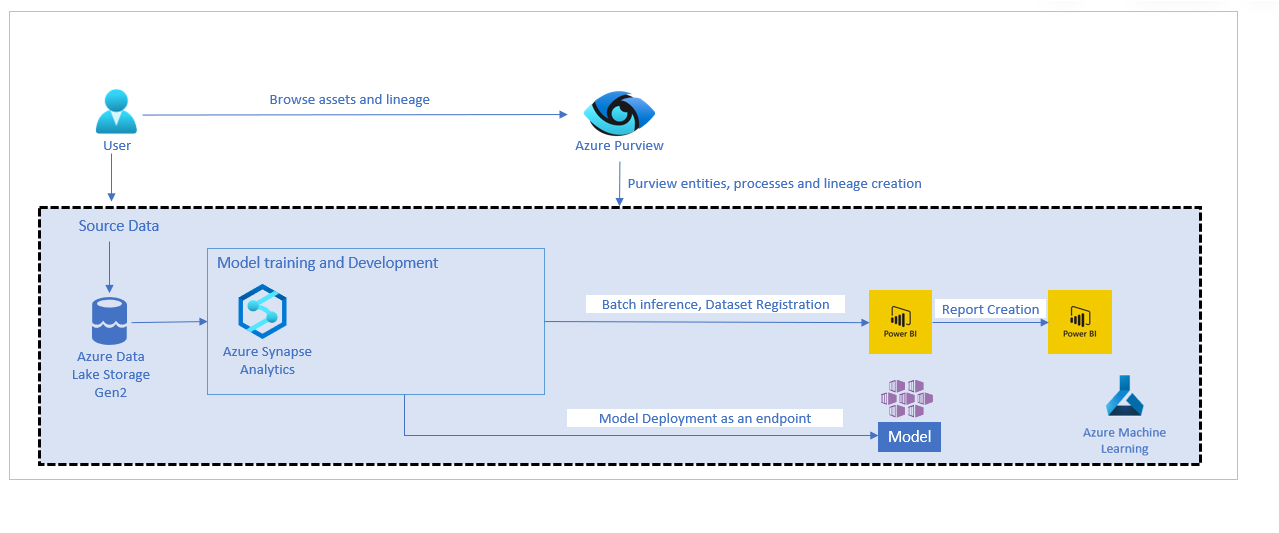 Browse assets and lineage
User
Azure Purview
Purview entities, processes and lineage creation
Source Data
Model training and Development
Azure Data
Lake Storage
Gen2
Azure Synapse
Analytics
Batch inference, Dataset Registration
Power BI
Report Creation
Power BI
Model Deployment as an endpoint
Model
Azure Machine
Learning